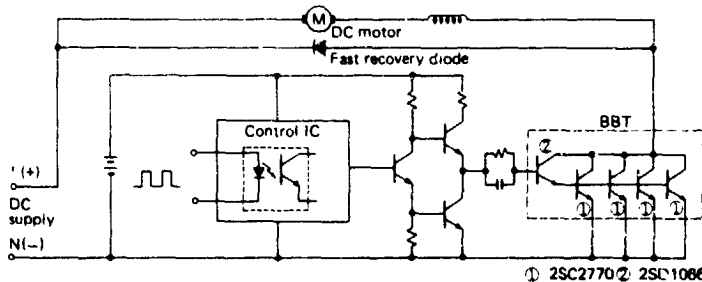 M
DC motor
Fast recovery diode
BBT
Control IC
②
(+)
DC
supply
① ① ① ①
N(−)
① 2SC2770 ② 2SD1066